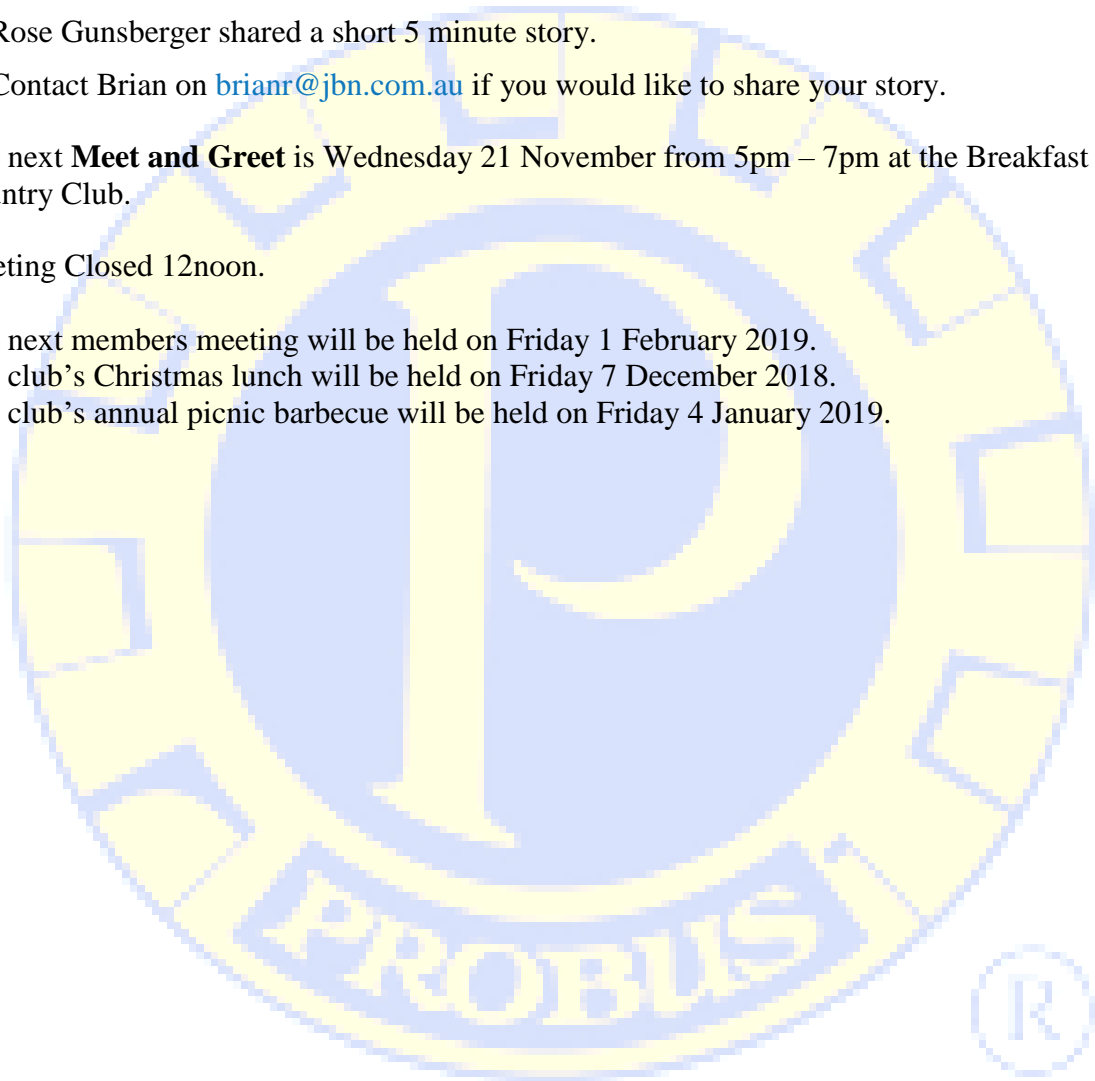 Rose Gunsberger shared a short 5 minute story.
Contact Brian on brianr@jbn.com.au if you would like to share your story.
next Meet and Greet is Wednesday 21 November from 5pm – 7pm at the Breakfast
ntry Club.
eting Closed 12noon.
next members meeting will be held on Friday 1 February 2019.
club’s Christmas lunch will be held on Friday 7 December 2018.
club’s annual picnic barbecue will be held on Friday 4 January 2019.
P
PROBUS
®